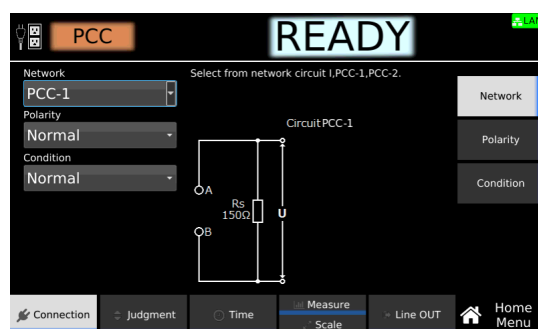 PCC
READY
LAN
Network
Select from network circuit I,PCC-1,PCC-2.
PCC-1
Network
Polarity
Circuit PCC-1
Normal
Polarity
Condition
Normal
Condition
A
Rs
150Ω
U
B
Connection
Judgment
Time
Measure
Scale
Line OUT
Home
Menu